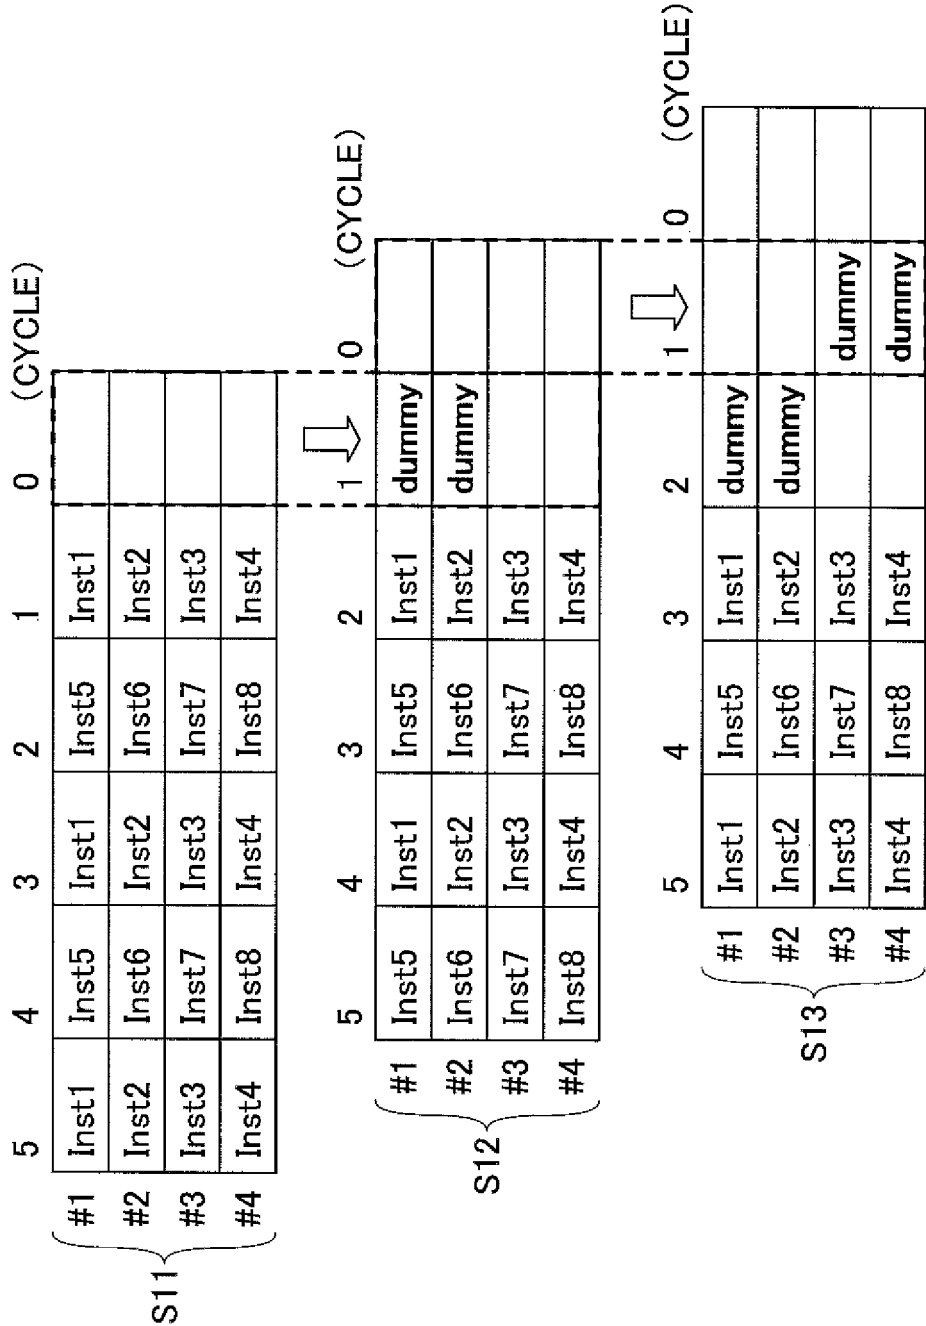 5 4 3 2 1 0 (CYCLE)
#1 Inst1 Inst5 Inst1 Inst5 Inst1
#2 Inst2 Inst6 Inst2 Inst6 Inst2
S11
#3 Inst3 Inst7 Inst3 Inst7 Inst3
#4 Inst4 Inst8 Inst4 Inst8 Inst4
5 4 3 2 1 0 (CYCLE)
#1 Inst5 Inst1 Inst5 Inst1 dummy
#2 Inst6 Inst2 Inst6 Inst2 dummy
S12
#3 Inst7 Inst3 Inst7 Inst3
#4 Inst8 Inst4 Inst8 Inst4
5 4 3 2 1 0 (CYCLE)
#1 Inst1 Inst5 Inst1 dummy
#2 Inst2 Inst6 Inst2 dummy
S13
#3 Inst3 Inst7 Inst3 dummy
#4 Inst4 Inst8 Inst4 dummy